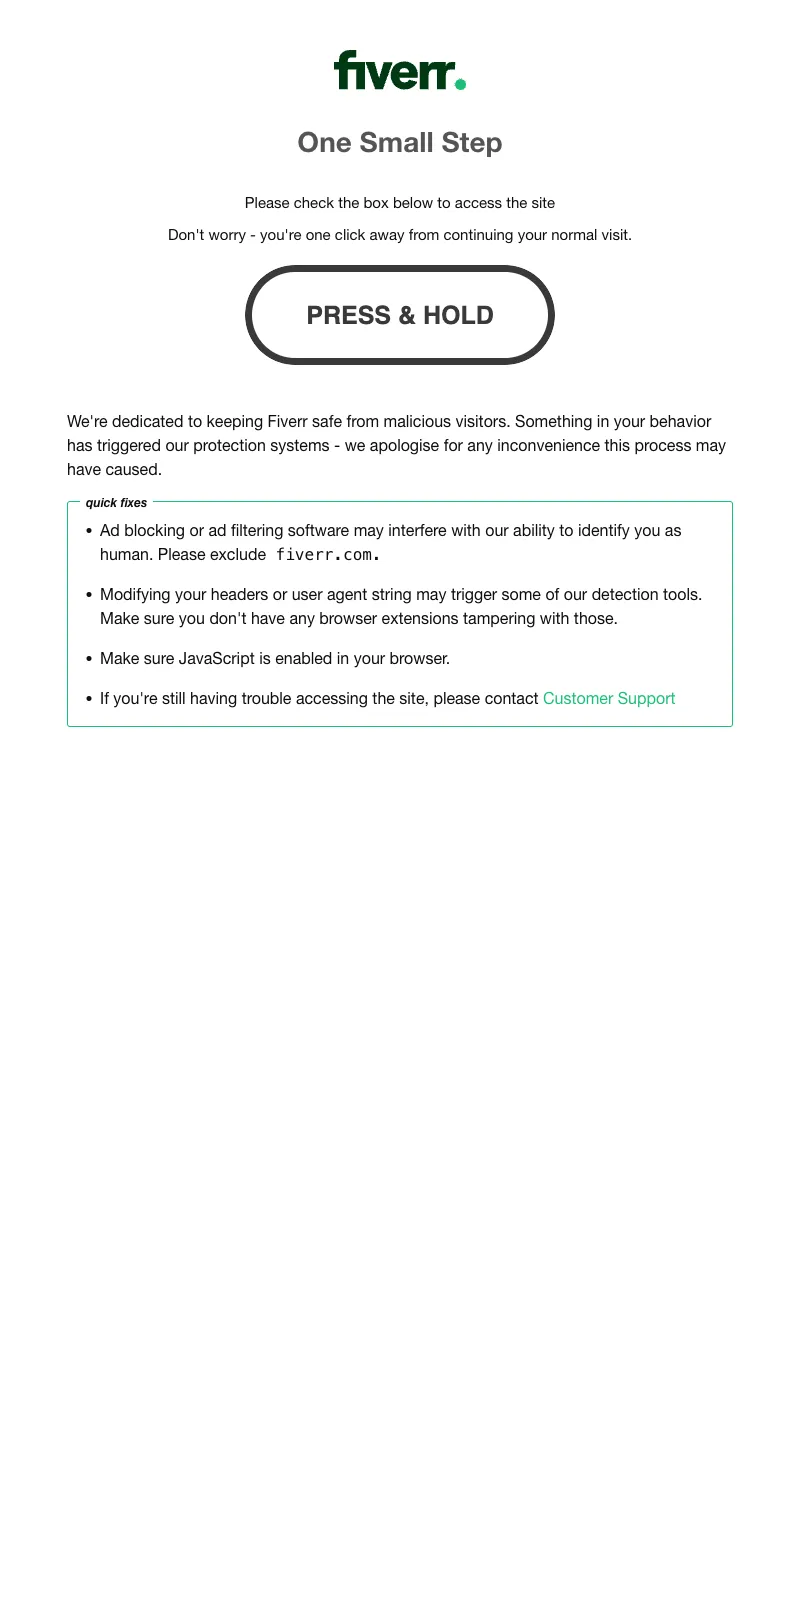 fiverr.
One Small Step
Please check the box below to access the site
Don't worry - you're one click away from continuing your normal visit.
PRESS & HOLD
We're dedicated to keeping Fiverr safe from malicious visitors. Something in your behavior
has triggered our protection systems - we apologise for any inconvenience this process may
have caused.
quick fixes
• Ad blocking or ad filtering software may interfere with our ability to identify you as
human. Please exclude fiverr.com.
• Modifying your headers or user agent string may trigger some of our detection tools.
Make sure you don't have any browser extensions tampering with those.
• Make sure JavaScript is enabled in your browser.
• If you're still having trouble accessing the site, please contact Customer Support